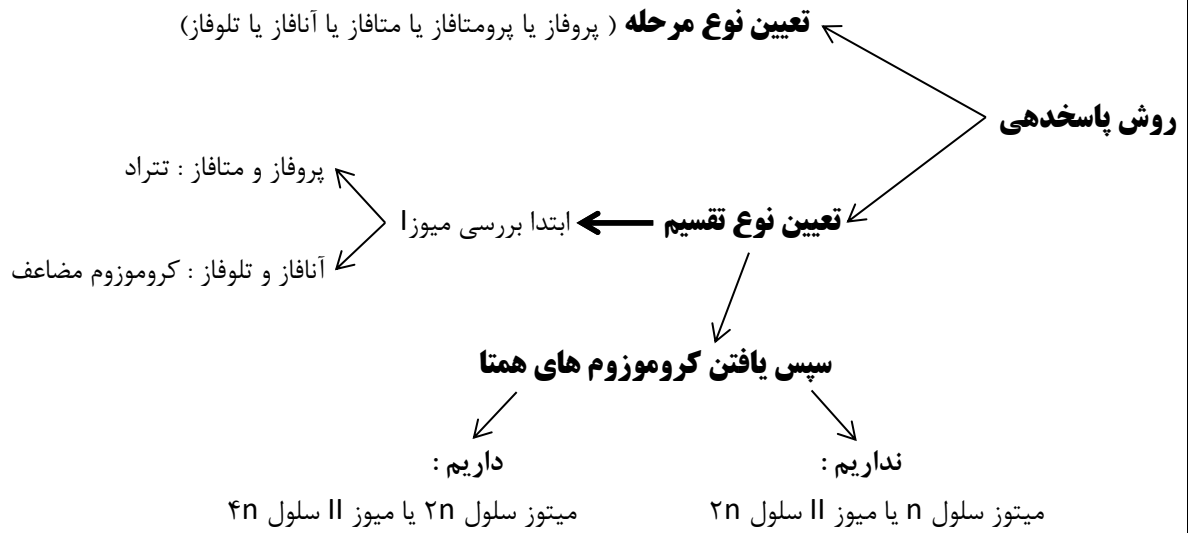 تعیین نوع مرحله ( پروفاز یا پرومتافاز یا متافاز یا آنافاز یا تلوفاز)
روش پاسخدهی
پروفاز و متافاز : تتراد
تعیین نوع تقسیم
ابتدا بررسی میوزI
آنافاز و تلوفاز : کروموزوم مضاعف
سپس یافتن کروموزوم های همتا
نداریم :
داریم :
میتوز سلول n یا میوز II سلول ۲n
میتوز سلول ۲n یا میوز II سلول ۴n